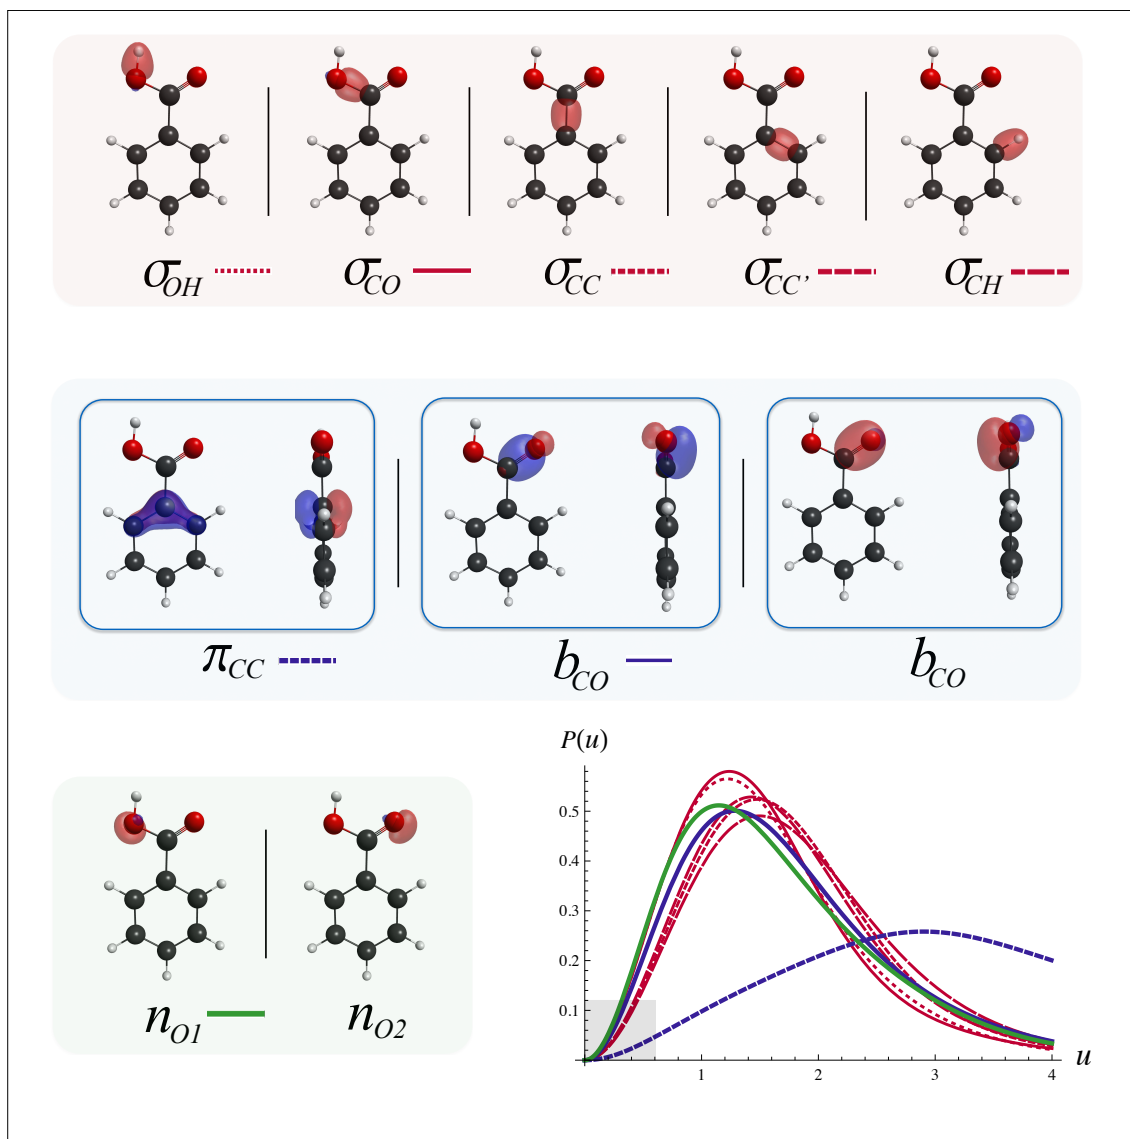 σOH σCO σCC σCC’ σCH
πCC bCO bCO
P(u)
0.5
0.4
0.3
0.2
0.1
1 2 3 4 u
nO1 nO2